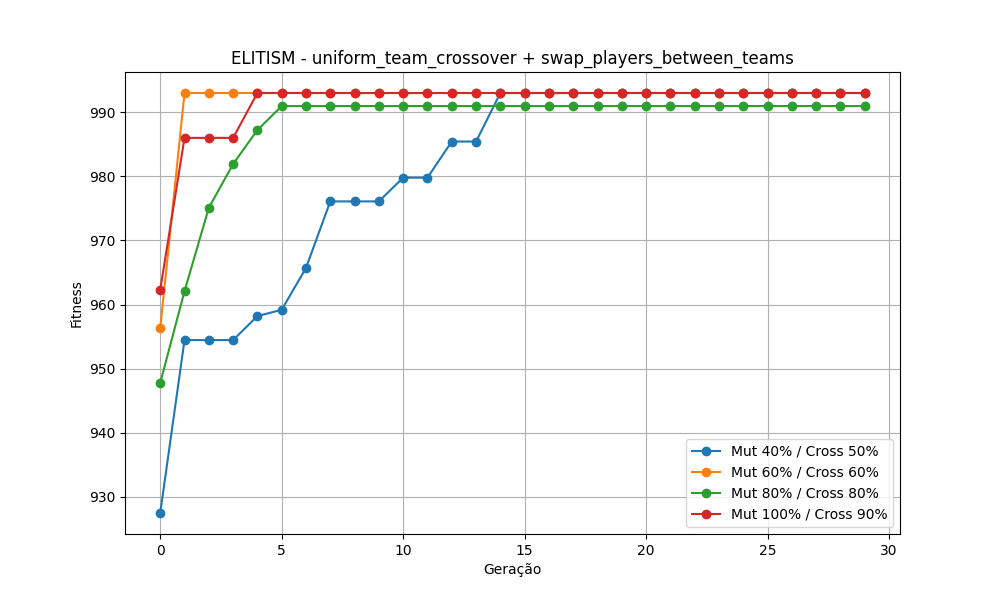 ELITISM - uniform_team_crossover + swap_players_between_teams
Fitness
990
980
970
960
950
940
930
0 5 10 15 20 25 30
Geração
Mut 40% / Cross 50%
Mut 60% / Cross 60%
Mut 80% / Cross 80%
Mut 100% / Cross 90%